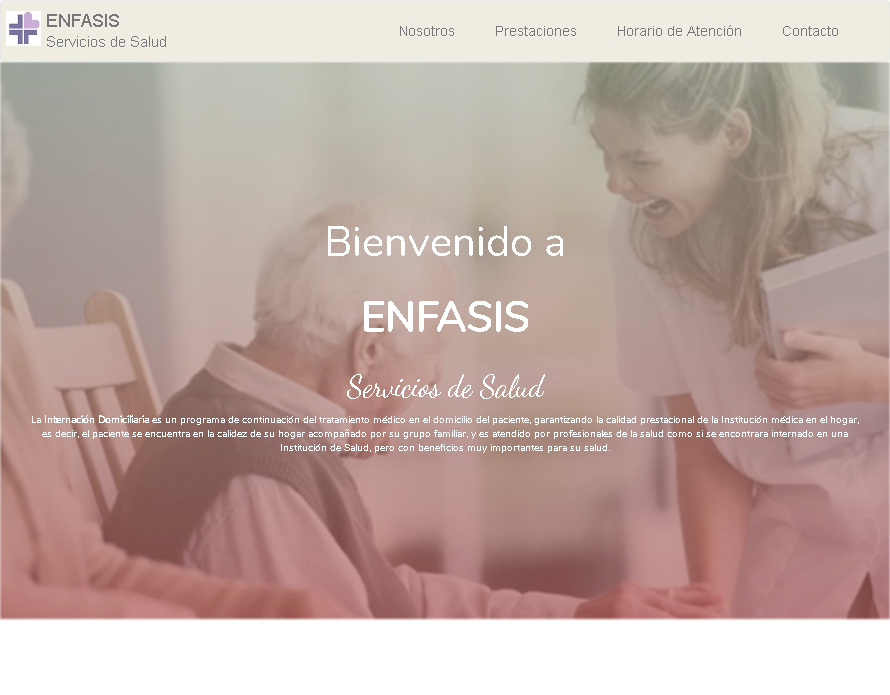 ENFASIS
Servicios de Salud
Nosotros
Prestaciones
Horario de Atención
Contacto
Bienvenido a
ENFASIS
Servicios de Salud
La Internación Domiciliaria es un programa de continuación del tratamiento médico en el domicilio del paciente, garantizando la calidad prestacional de la Institución médica en el hogar,
es decir, el paciente se encuentra en la calidez de su hogar acompañado por su grupo familiar, y es atendido por profesionales de la salud como si se encontrara internado en una
Institución de Salud, pero con beneficios muy importantes para su salud.